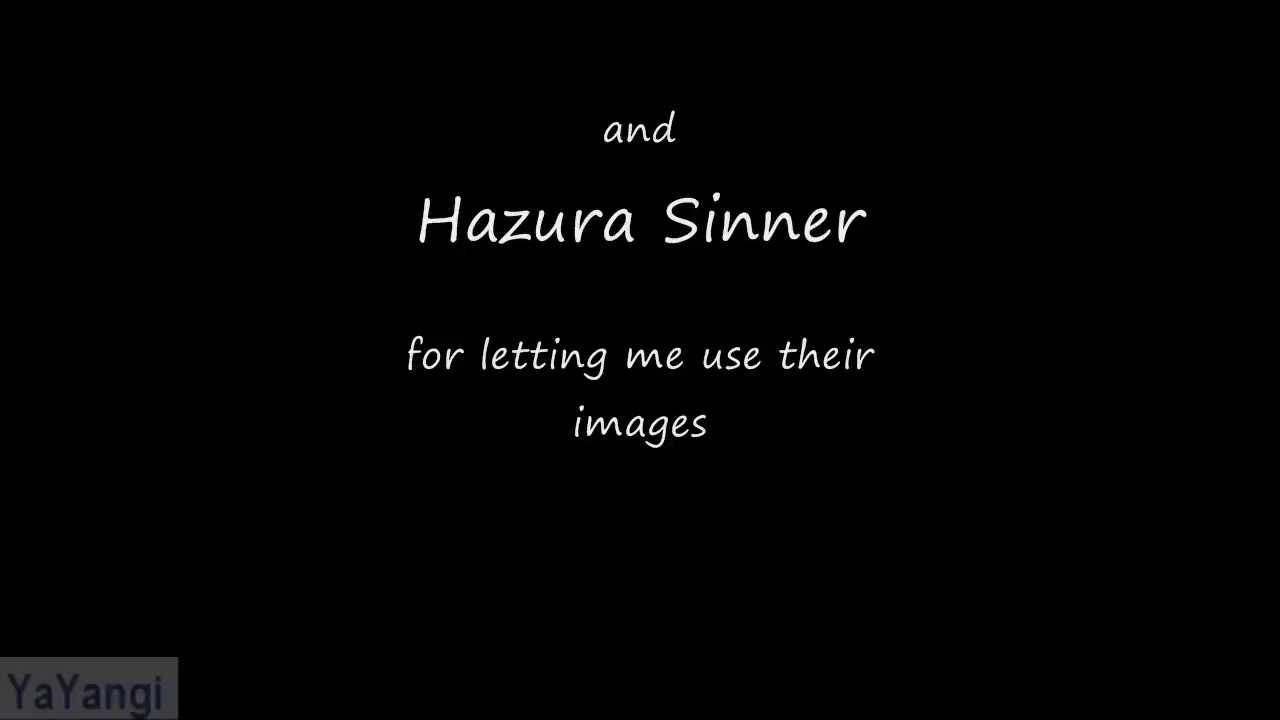 and
Hazura Sinner
for letting me use their
images
YaYangi